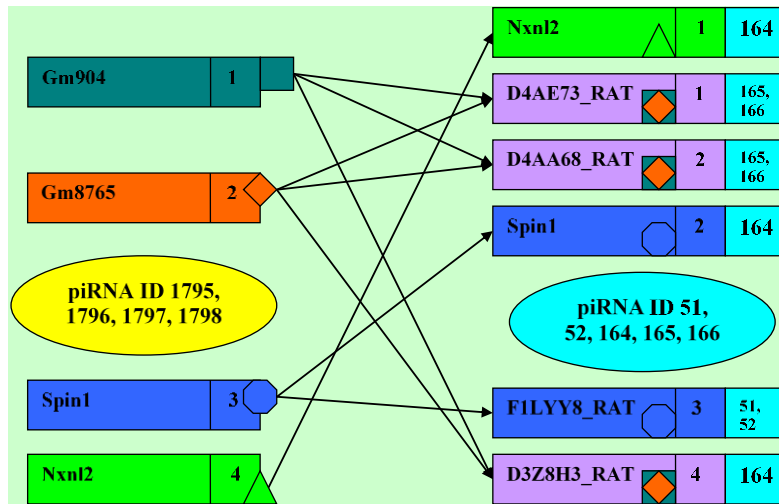 Gm904 1
Gm8765 2
piRNA ID 1795,
1796, 1797, 1798
Spin1 3
Nxnl2 4
Nxnl2 1 164
D4AE73_RAT 1 165,
166
D4AA68_RAT 2 165,
166
Spin1 2 164
piRNA ID 51,
52, 164, 165, 166
F1LYY8_RAT 3 51,
52
D3Z8H3_RAT 4 164